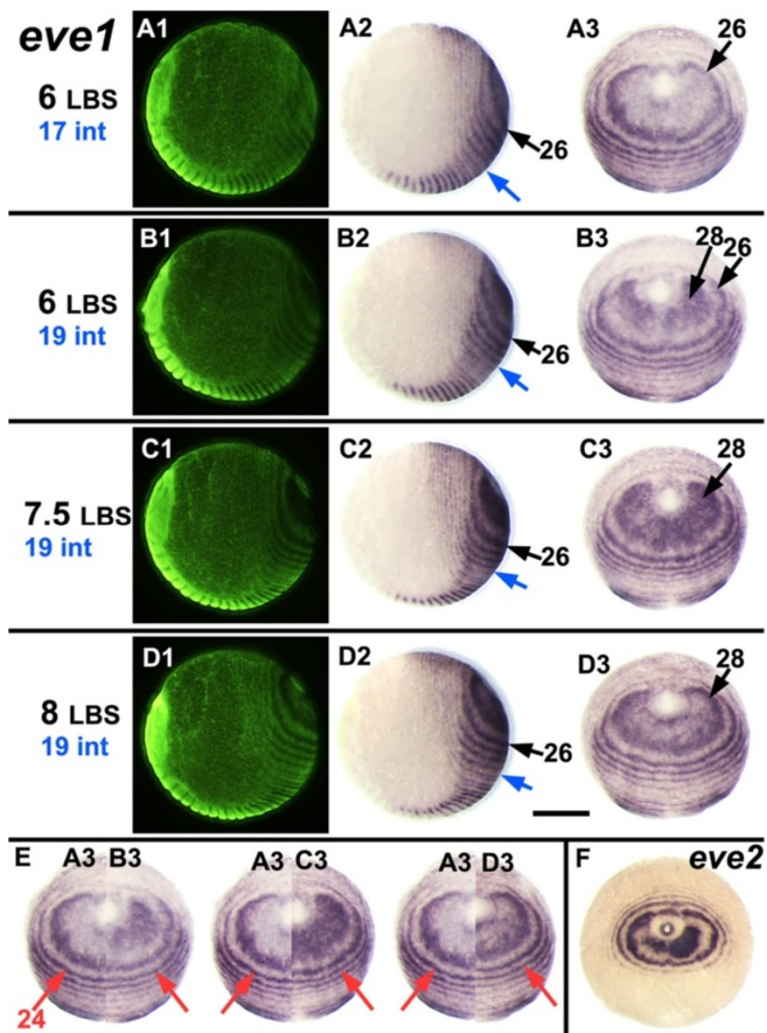 eve1
A1
A2
A3
26
6 LBS
17 int
26
B1
B2
B3
28 26
6 LBS
19 int
26
C1
C2
C3
28
7.5 LBS
19 int
26
D1
D2
D3
28
8 LBS
19 int
26
E
A3 B3
A3 C3
A3 D3
F
eve2
24